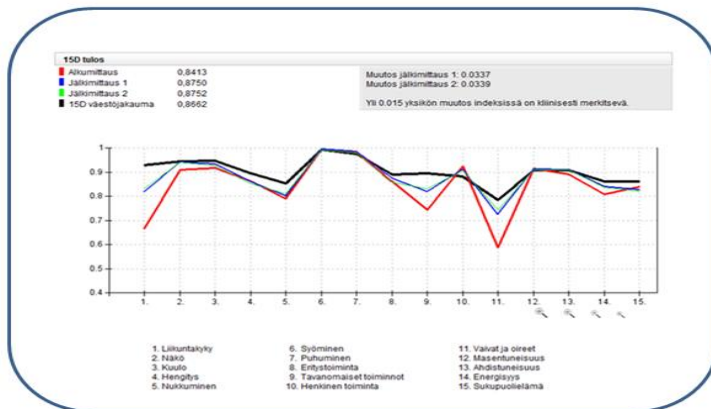 15D tulos
Alkumittaus 0,8413
Jälkimittaus 1 0,8750
Jälkimittaus 2 0,8752
15D väestöjakauma 0,8662
Muutos jälkimittaus 1: 0.0337
Muutos jälkimittaus 2: 0.0339
Yli 0.015 yksikön muutos indeksissä on kliinisesti merkitsevä.
1
0.9
0.8
0.7
0.6
0.5
0.4
1. 2. 3. 4. 5. 6. 7. 8. 9. 10. 11. 12. 13. 14. 15.
1. Liikuntakyky
2. Näkö
3. Kuulo
4. Hengitys
5. Nukkuminen
6. Syöminen
7. Puhuminen
8. Eritystoiminta
9. Tavanomaiset toiminnot
10. Henkinen toiminta
11. Vaivat ja oireet
12. Masentuneisuus
13. Ahdistuneisuus
14. Energisyys
15. Sukupuolielämä